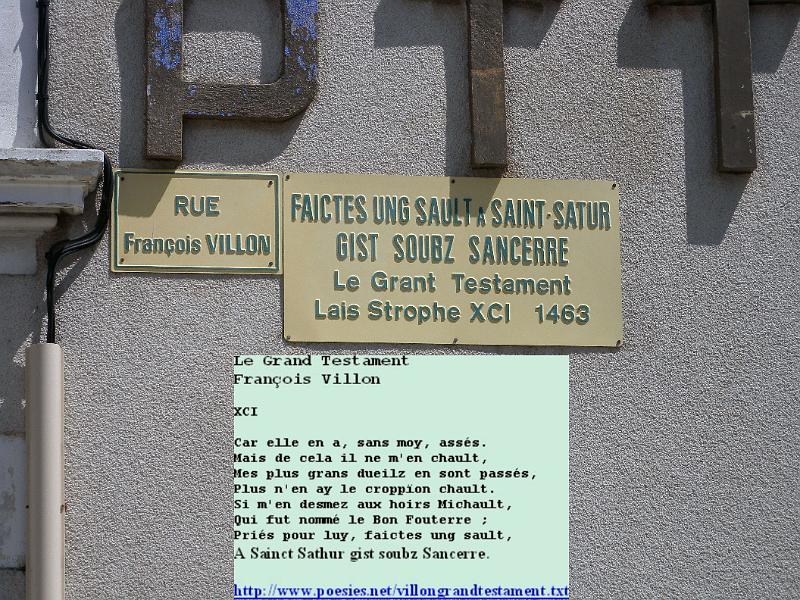 PTT
RUE
François VILLON
FAICTES UNG SAULT A SAINT-SATUR
GIST SOUBZ SANCERRE
Le Grant Testament
Lais Strophe XCI 1463
Le Grand Testament
François Villon
XCI
Car elle en a, sans moy, assés.
Mais de cela il ne m'en chault,
Mes plus grans dueilz en sont passés,
Plus n'en ay le croppïon chault.
Si m'en desmez aux hoirs Michault,
Qui fut nommé le Bon Fouterre ;
Priés pour luy, faictes ung sault,
A Sainct Sathur gist soubz Sancerre.
http://www.poesies.net/villongrandtestament.txt